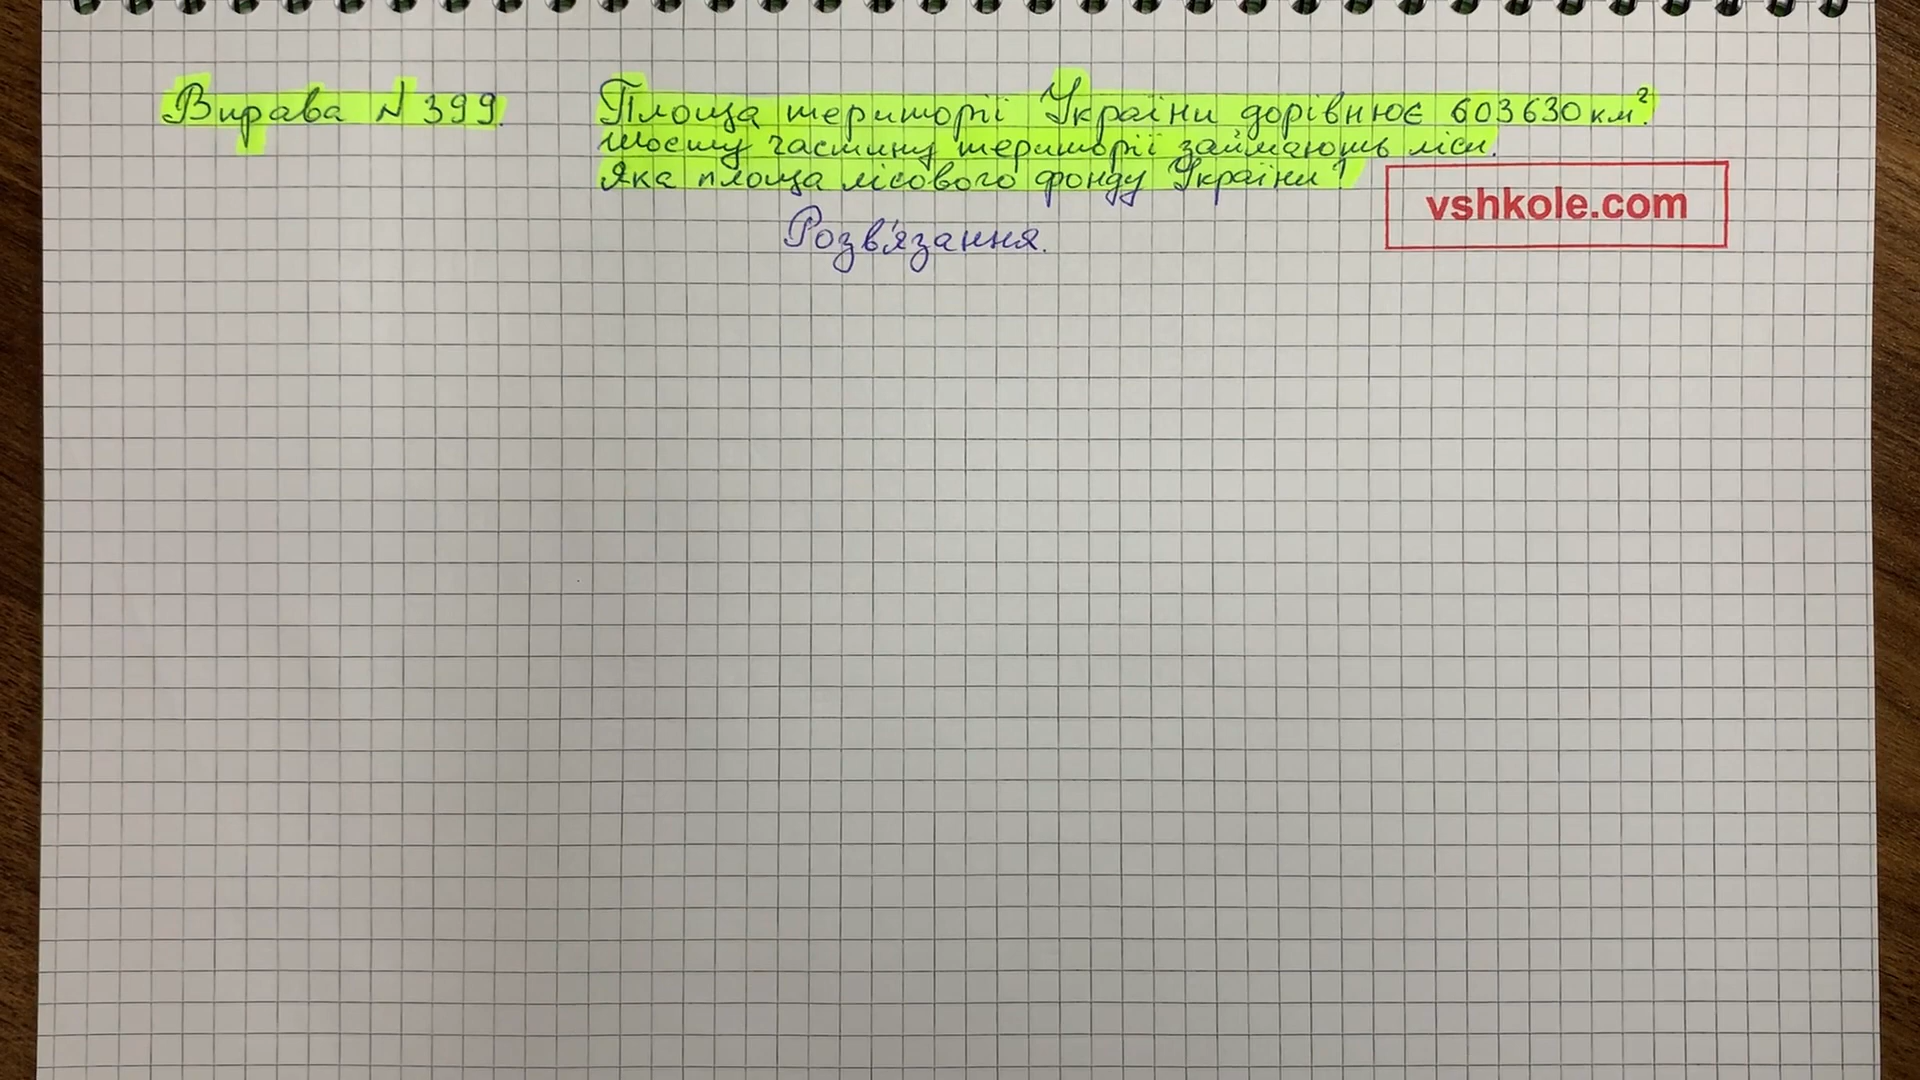 Вправа № 399.
Площа території України дорівнює 603630 км².
Шосту частину території займають ліси.
Яка площа лісового фонду України?
vshkole.com
Розв'язання.